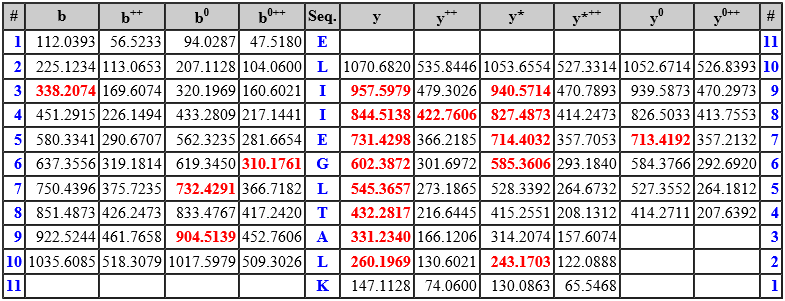 # b b++ b0 b0++ Seq. y y++ y* y*++ y0 y0++ #
1 112.0393 56.5233 94.0287 47.5180 E 11
2 225.1234 113.0653 207.1128 104.0600 L 1070.6820 535.8446 1053.6554 527.3314 1052.6714 526.8393 10
3 338.2074 169.6074 320.1969 160.6021 I 957.5979 479.3026 940.5714 470.7893 939.5873 470.2973 9
4 451.2915 226.1494 433.2809 217.1441 I 844.5138 422.7606 827.4873 414.2473 826.5033 413.7553 8
5 580.3341 290.6707 562.3235 281.6654 E 731.4298 366.2185 714.4032 357.7053 713.4192 357.2132 7
6 637.3556 319.1814 619.3450 310.1761 G 602.3872 301.6972 585.3606 293.1840 584.3766 292.6920 6
7 750.4396 375.7235 732.4291 366.7182 L 545.3657 273.1865 528.3392 264.6732 527.3552 264.1812 5
8 851.4873 426.2473 833.4767 417.2420 T 432.2817 216.6445 415.2551 208.1312 414.2711 207.6392 4
9 922.5244 461.7658 904.5139 452.7606 A 331.2340 166.1206 314.2074 157.6074 3
10 1035.6085 518.3079 1017.5979 509.3026 L 260.1969 130.6021 243.1703 122.0888 2
11 K 147.1128 74.0600 130.0863 65.5468 1